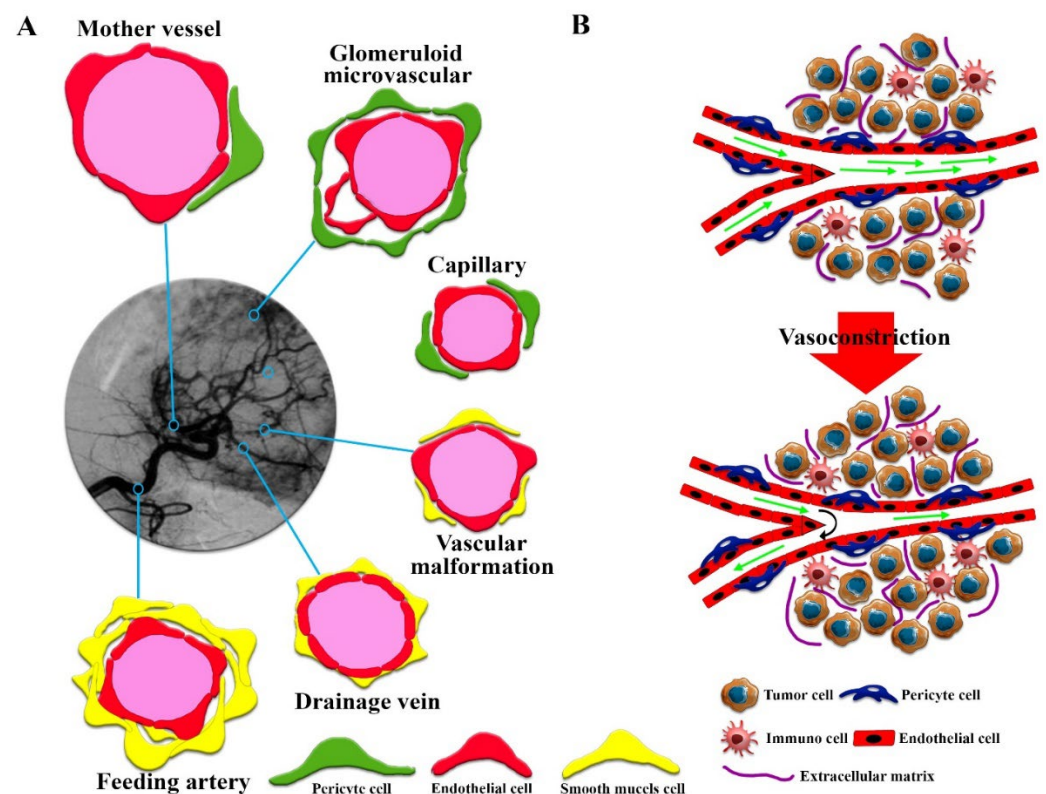 A
Mother vessel
Glomeruloid
microvascular
Capillary
Vascular
malformation
Drainage vein
Feeding artery
Pericyte cell
Endothelial cell
Smooth mucels cell
B
Vasoconstriction
Tumor cell
Pericyte cell
Immuno cell
Endothelial cell
Extracellular matrix